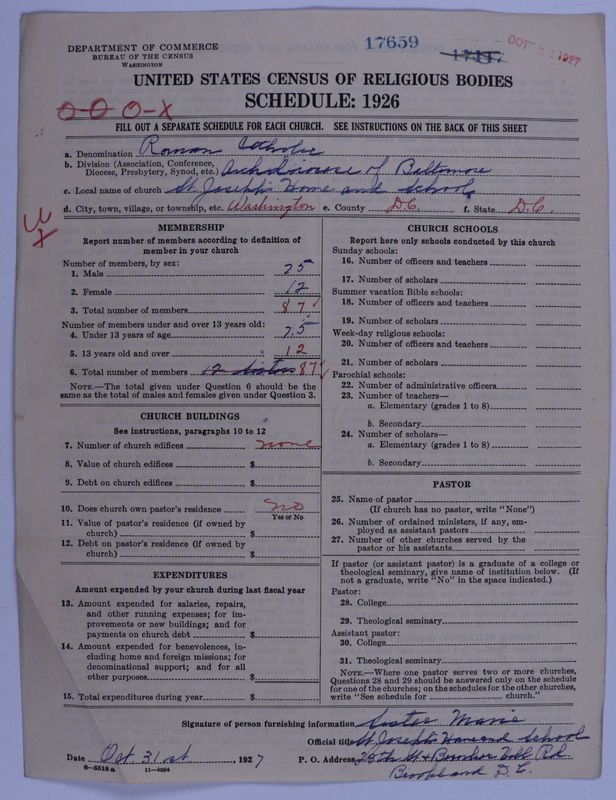 17659
17417
OCT 31 1927
DEPARTMENT OF COMMERCE
BUREAU OF THE CENSUS
WASHINGTON
UNITED STATES CENSUS OF RELIGIOUS BODIES
SCHEDULE: 1926
O-O O-X
FILL OUT A SEPARATE SCHEDULE FOR EACH CHURCH. SEE INSTRUCTIONS ON THE BACK OF THIS SHEET
a. Denomination Roman Catholic
b. Division (Association, Conference, Diocese, Presbytery, Synod, etc.) Archdiocese of Baltimore
c. Local name of church St. Joseph's Home and School
d. City, town, village, or township, etc. Washington e. County D.C. f. State D.C.
MEMBERSHIP
Report number of members according to definition of
member in your church
Number of members, by sex:
1. Male 75
2. Female 12
3. Total number of members 87
Number of members under and over 13 years old:
4. Under 13 years of age 75
5. 13 years old and over 12
6. Total number of members 12 sisters 87
NOTE.—The total given under Question 6 should be the
same as the total of males and females given under Question 3.
CHURCH BUILDINGS
See instructions, paragraphs 10 to 12
7. Number of church edifices none
8. Value of church edifices $
9. Debt on church edifices $
10. Does church own pastor's residence no
Yes or No
11. Value of pastor's residence (if owned by
church) $
12. Debt on pastor's residence (if owned by
church) $
EXPENDITURES
Amount expended by your church during last fiscal year
13. Amount expended for salaries, repairs,
and other running expenses; for im-
provements or new buildings; and for
payments on church debt $
14. Amount expended for benevolences, in-
cluding home and foreign missions; for
denominational support; and for all
other purposes $
15. Total expenditures during year $
CHURCH SCHOOLS
Report here only schools conducted by this church
Sunday schools:
16. Number of officers and teachers
17. Number of scholars
Summer vacation Bible schools:
18. Number of officers and teachers
19. Number of scholars
Week-day religious schools:
20. Number of officers and teachers
21. Number of scholars
Parochial schools:
22. Number of administrative officers
23. Number of teachers—
a. Elementary (grades 1 to 8)
b. Secondary
24. Number of scholars—
a. Elementary (grades 1 to 8)
b. Secondary
PASTOR
25. Name of pastor
(If church has no pastor, write "None")
26. Number of ordained ministers, if any, em-
ployed as assistant pastors
27. Number of other churches served by the
pastor or his assistants
If pastor (or assistant pastor) is a graduate of a college or
theological seminary, give name of institution below. (If
not a graduate, write "No" in the space indicated.)
Pastor:
28. College
29. Theological seminary
Assistant pastor:
30. College
31. Theological seminary
NOTE.—Where one pastor serves two or more churches,
Questions 28 and 29 should be answered only on the schedule
for one of the churches; on the schedules for the other churches,
write "See schedule for church."
Signature of person furnishing information Sister Marie
Official title St. Joseph's Home and School
Date Oct. 31st, 1927 P. O. Address 28th St & Bunker Hill Rd
Brookland D.C.
8-5518a 11-9084